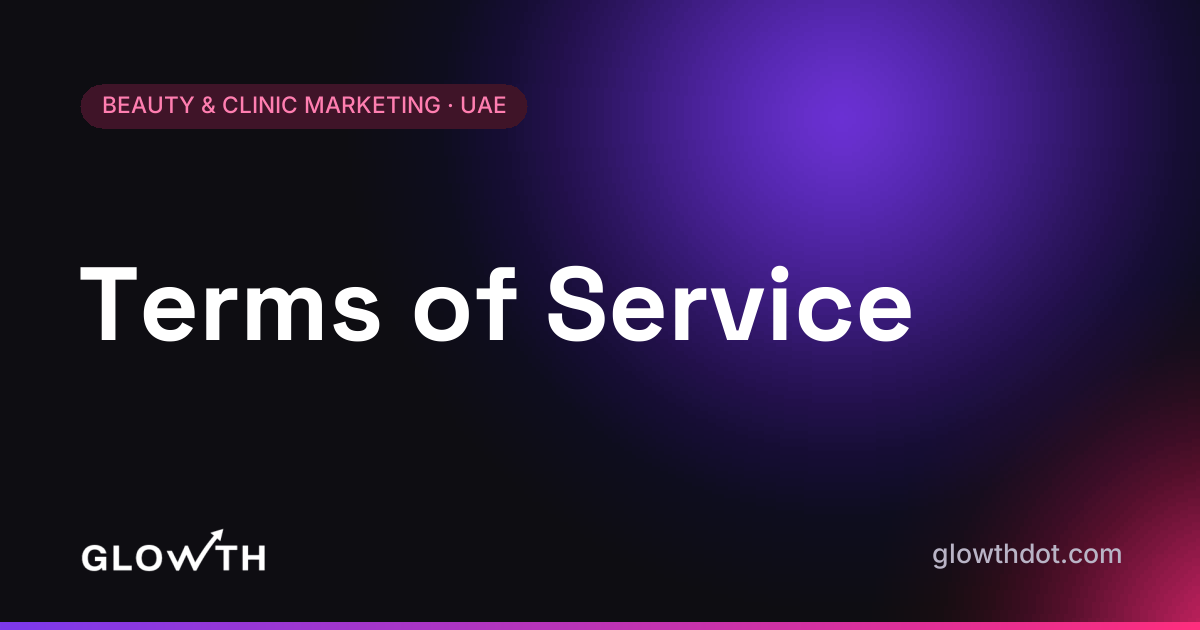 BEAUTY & CLINIC MARKETING · UAE
Terms of Service
GLOWTH
glowthdot.com